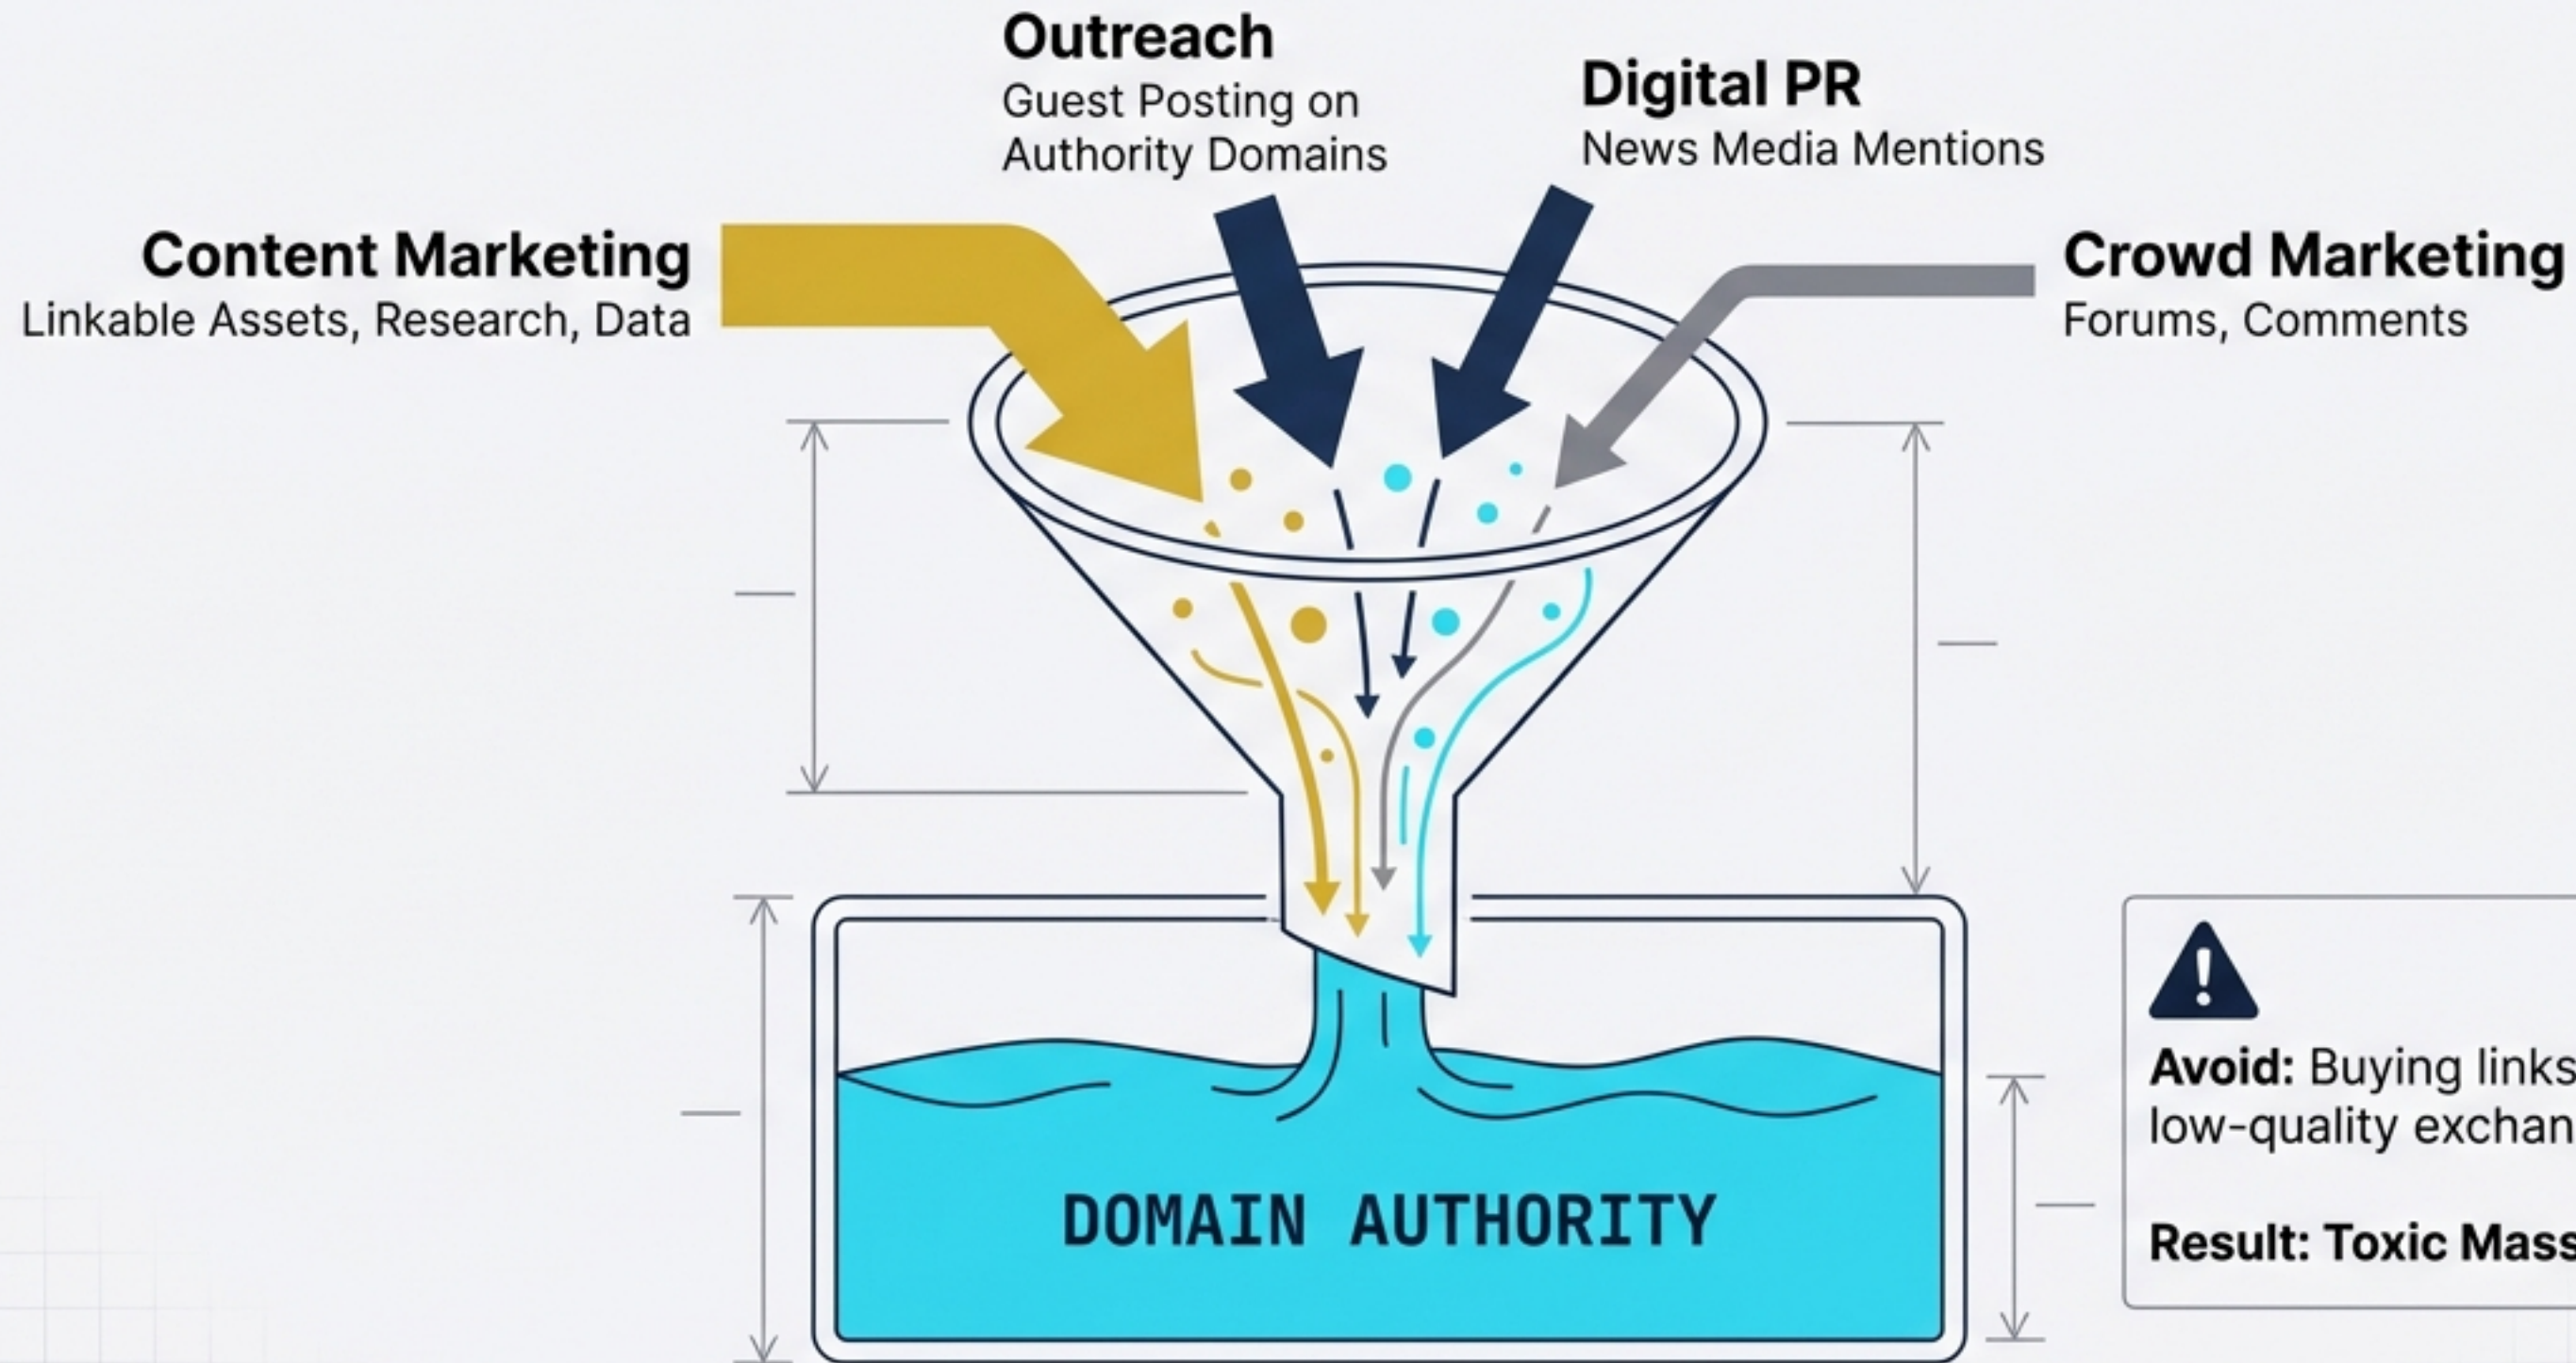 Outreach
Guest Posting on
Authority Domains
Digital PR
News Media Mentions
Content Marketing
Linkable Assets, Research, Data
Crowd Marketing
Forums, Comments
DOMAIN AUTHORITY
Avoid: Buying links
low-quality
Result: Toxic Mass